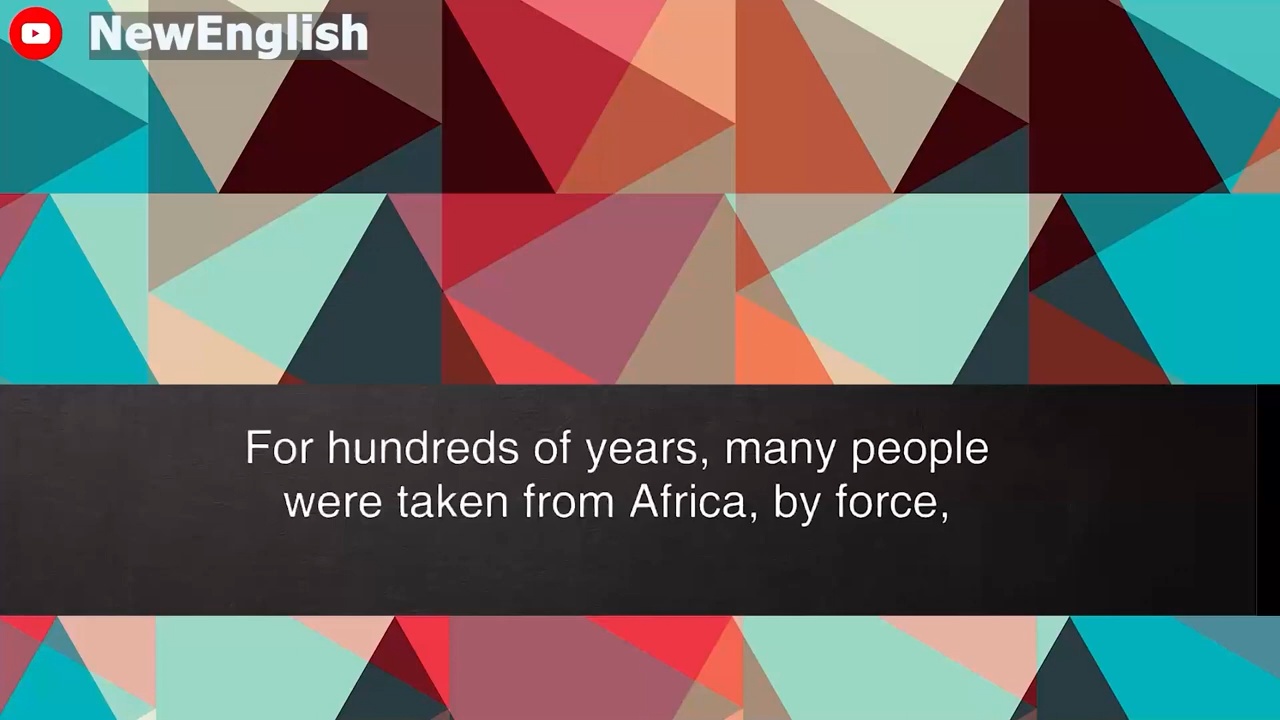 NewEnglish
For hundreds of years, many people
were taken from Africa, by force,